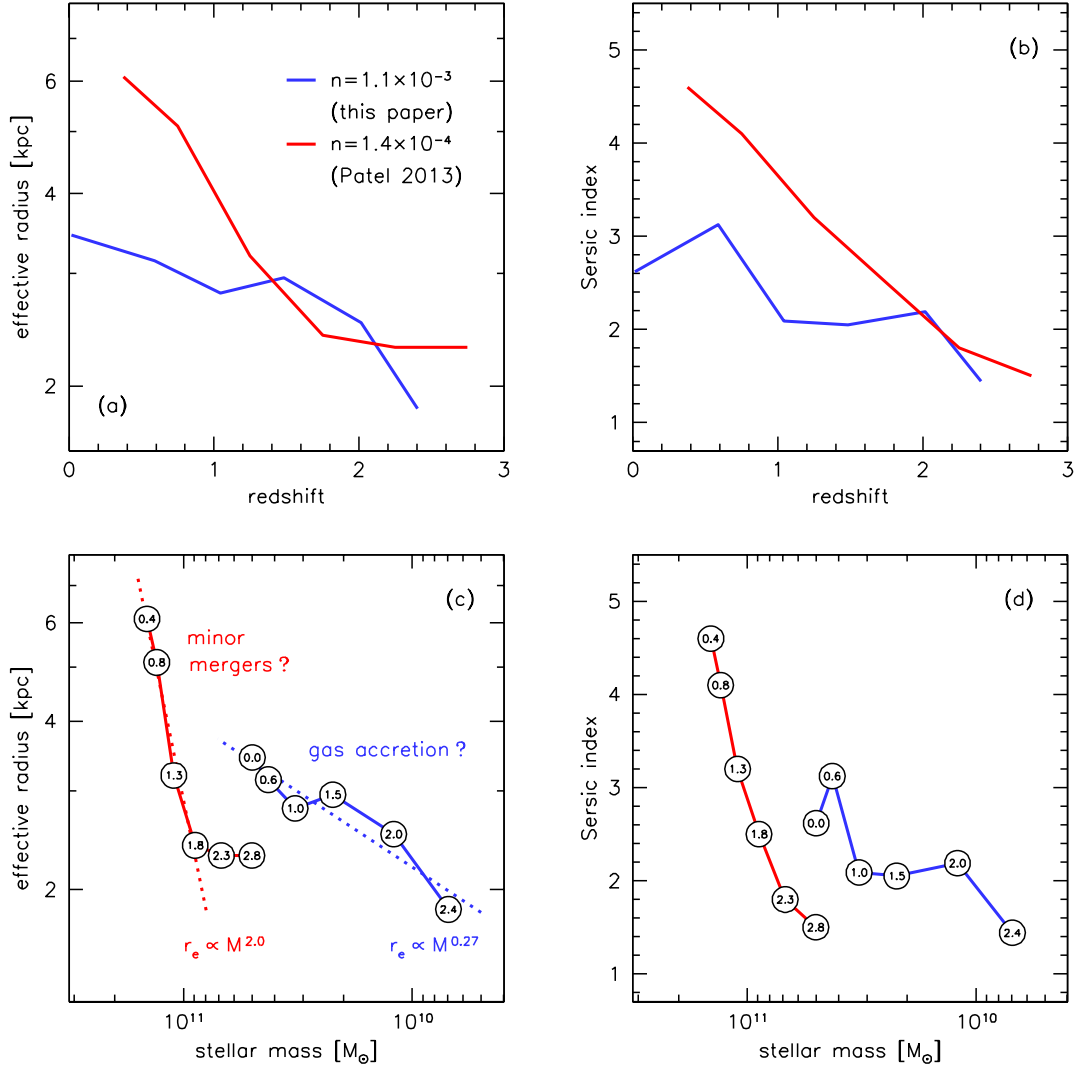 effective radius [kpc]
6
4
2
n=1.1×10⁻³
(this paper)
n=1.4×10⁻⁴
(Patel 2013)
(a)
0 1 2 3
redshift
Sersic index
5
4
3
2
1
(b)
0 1 2 3
redshift
effective radius [kpc]
6
4
2
(c)
0.4
0.8
1.3
1.8
2.3
2.8
minor
mergers ?
0.0
0.6
1.0
1.5
2.0
2.4
gas accretion ?
rₑ ∝ M²·⁰
rₑ ∝ M⁰·²⁷
10¹¹ 10¹⁰
stellar mass [M☉]
Sersic index
5
4
3
2
1
(d)
0.4
0.8
1.3
1.8
2.3
2.8
0.0
0.6
1.0
1.5
2.0
2.4
10¹¹ 10¹⁰
stellar mass [M☉]